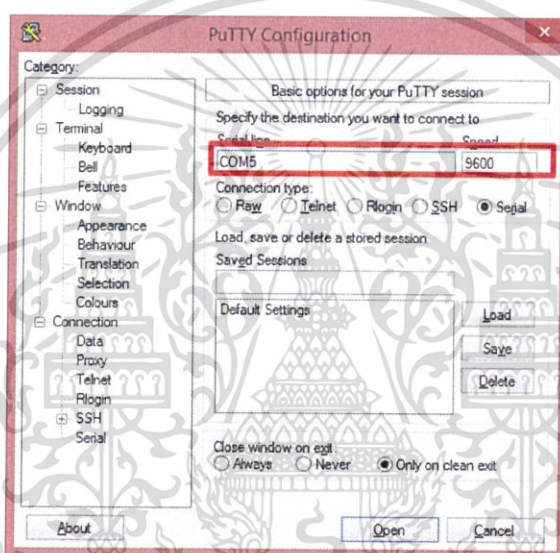 PuTTY Configuration
Category:
Session
Logging
Terminal
Keyboard
Bell
Features
Window
Appearance
Behaviour
Translation
Selection
Colours
Connection
Data
Proxy
Telnet
Rlogin
SSH
Serial
Basic options for your PuTTY session
Specify the destination you want to connect to
Serial line Speed
COM5 9600
Connection type:
Raw Telnet Rlogin SSH Serial
Load, save or delete a stored session
Saved Sessions
Default Settings
Load
Save
Delete
Close window on exit:
Always Never Only on clean exit
About Open Cancel